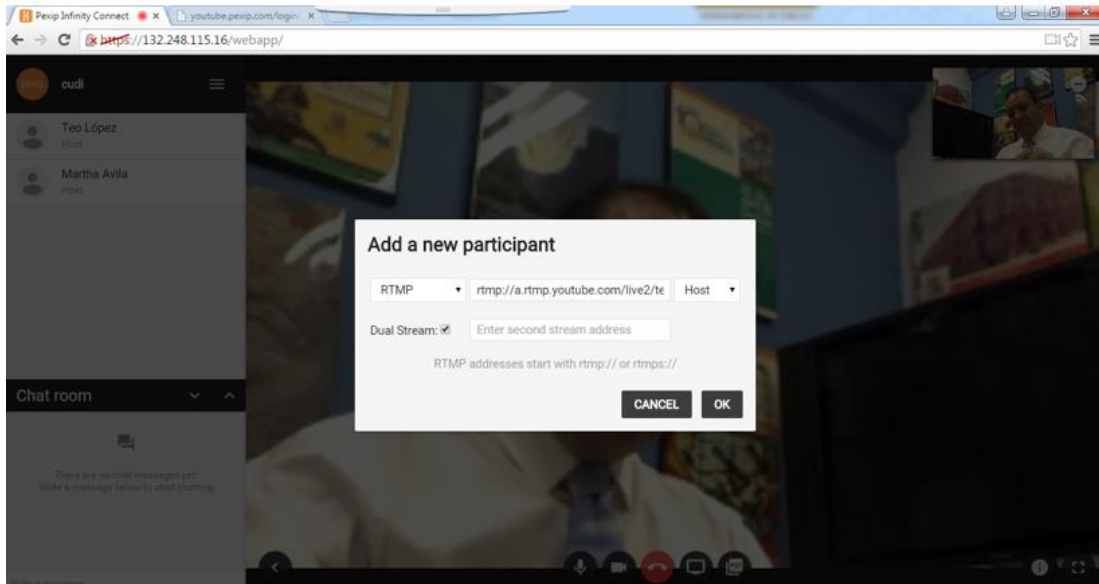 Pexip Infinity Connect
youtube.pexip.com/login/
https://132.248.115.16/webapp/
cudi
Teo López
Host
Martha Avila
Host
Add a new participant
RTMP rtmp://a.rtmp.youtube.com/live2/te Host
Dual Stream: Enter second stream address
RTMP addresses start with rtmp:// or rtmps://
CANCEL OK
Chat room
There are no chat messages yet
Write a message below to start chatting.